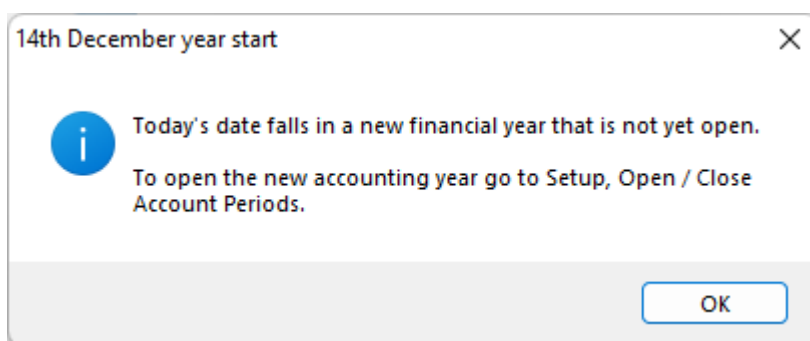 14th December year start
Today's date falls in a new financial year that is not yet open.
To open the new accounting year go to Setup, Open / Close
Account Periods.
OK